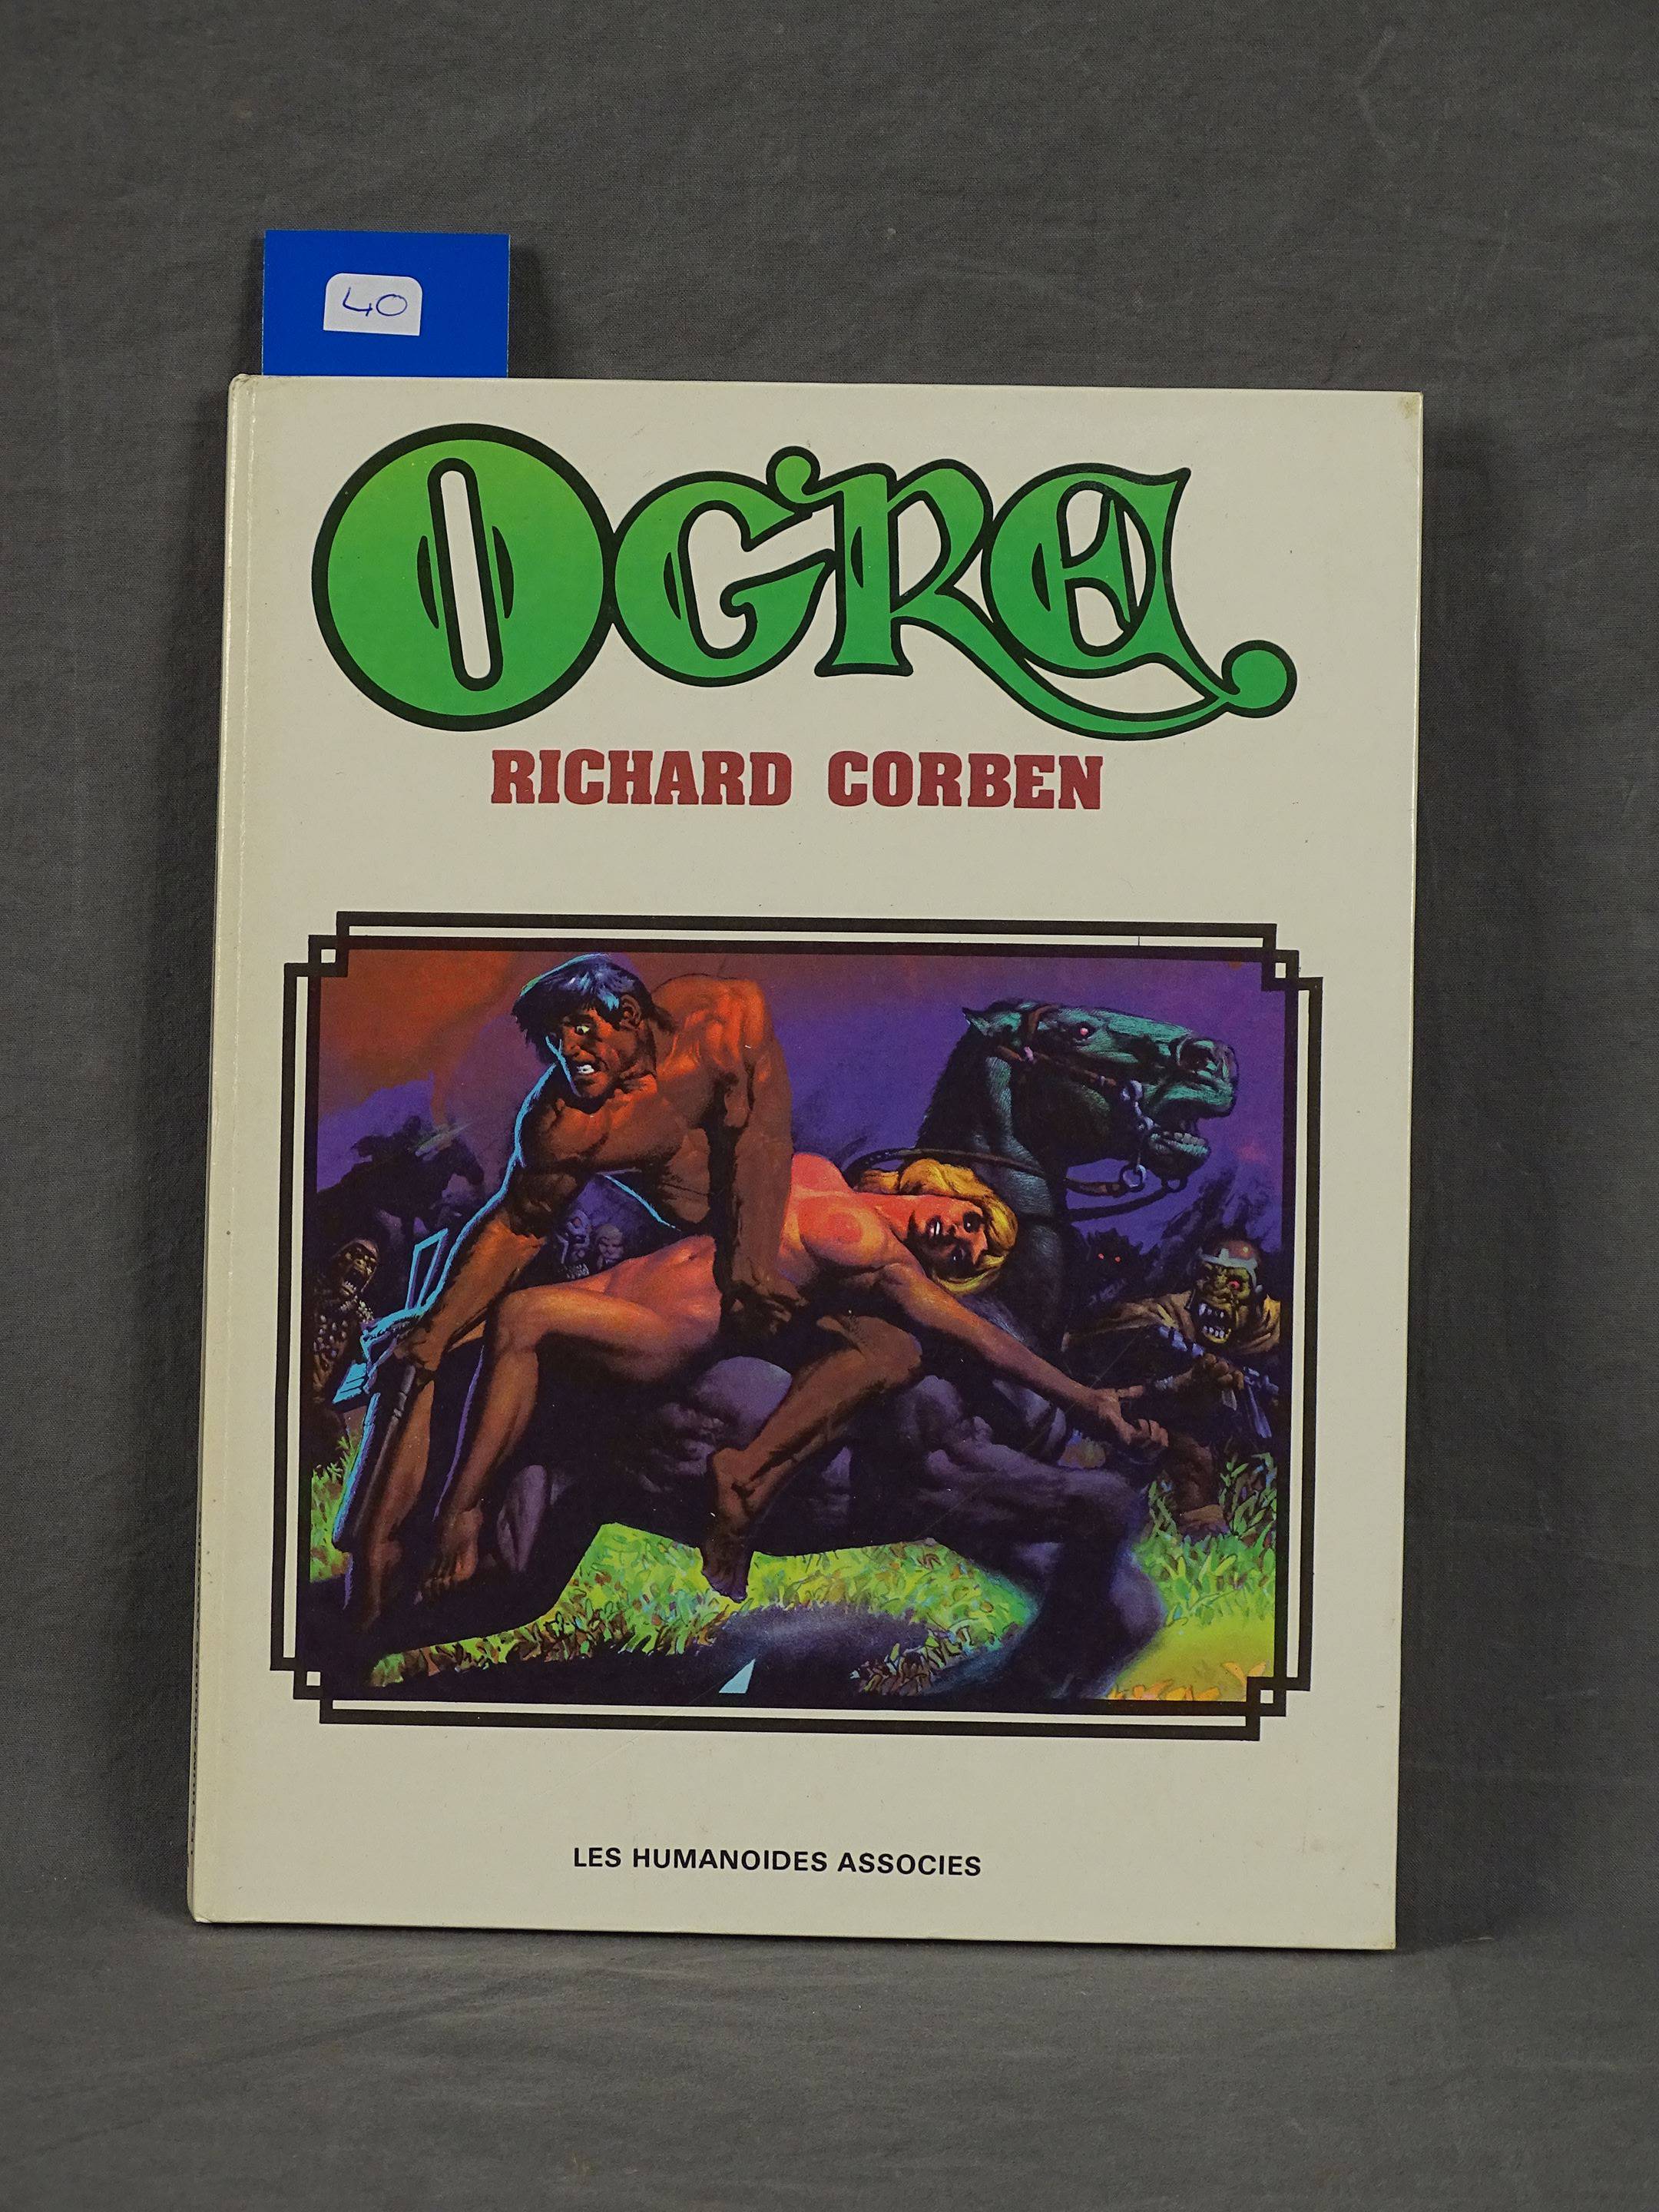 40
OGRE
RICHARD CORBEN
LES HUMANOIDES ASSOCIES